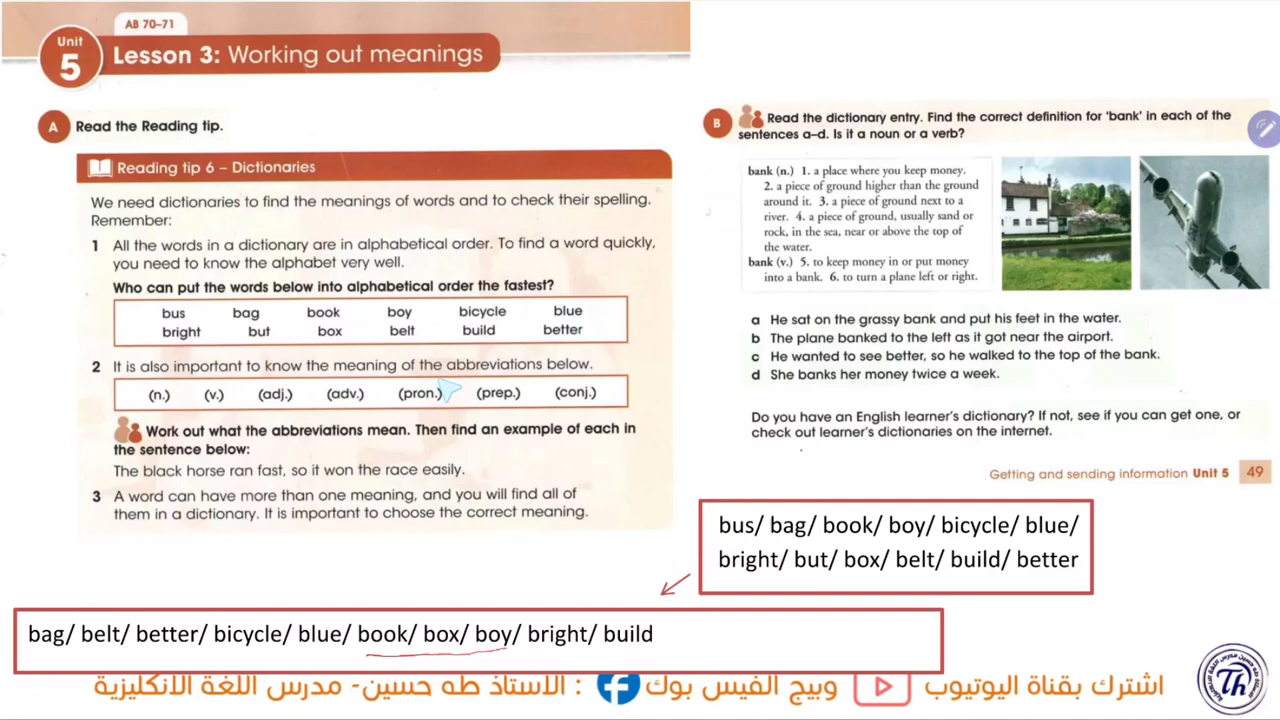 AB 70–71
Unit
5
Lesson 3: Working out meanings
A Read the Reading tip.
Reading tip 6 – Dictionaries
We need dictionaries to find the meanings of words and to check their spelling.
Remember:
1 All the words in a dictionary are in alphabetical order. To find a word quickly,
you need to know the alphabet very well.
Who can put the words below into alphabetical order the fastest?
bus bag book boy bicycle blue
bright but box belt build better
2 It is also important to know the meaning of the abbreviations below.
(n.) (v.) (adj.) (adv.) (pron.) (prep.) (conj.)
Work out what the abbreviations mean. Then find an example of each in
the sentence below:
The black horse ran fast, so it won the race easily.
3 A word can have more than one meaning, and you will find all of
them in a dictionary. It is important to choose the correct meaning.
B Read the dictionary entry. Find the correct definition for 'bank' in each of the
sentences a–d. Is it a noun or a verb?
bank (n.) 1. a place where you keep money.
2. a piece of ground higher than the ground
around it. 3. a piece of ground next to a
river. 4. a piece of ground, usually sand or
rock, in the sea, near or above the top of
the water.
bank (v.) 5. to keep money in or put money
into a bank. 6. to turn a plane left or right.
a He sat on the grassy bank and put his feet in the water.
b The plane banked to the left as it got near the airport.
c He wanted to see better, so he walked to the top of the bank.
d She banks her money twice a week.
Do you have an English learner's dictionary? If not, see if you can get one, or
check out learner's dictionaries on the internet.
Getting and sending information Unit 5 49
bus/ bag/ book/ boy/ bicycle/ blue/
bright/ but/ box/ belt/ build/ better
bag/ belt/ better/ bicycle/ blue/ book/ box/ boy/ bright/ build
اشترك بقناة اليوتيوب وبيج الفيس بوك : الاستاذ طه حسين- مدرس اللغة الانكليزية
Th